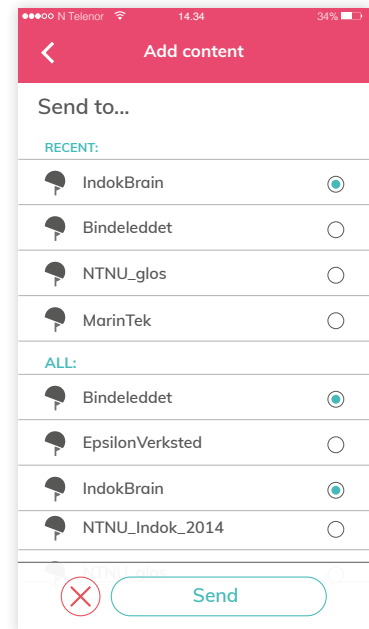 N Telenor 14.34 34%
Add content
Send to...
RECENT:
IndokBrain
Bindeleddet
NTNU_glos
MarinTek
ALL:
Bindeleddet
EpsilonVerksted
IndokBrain
NTNU_Indok_2014
NTNU_glos
Send